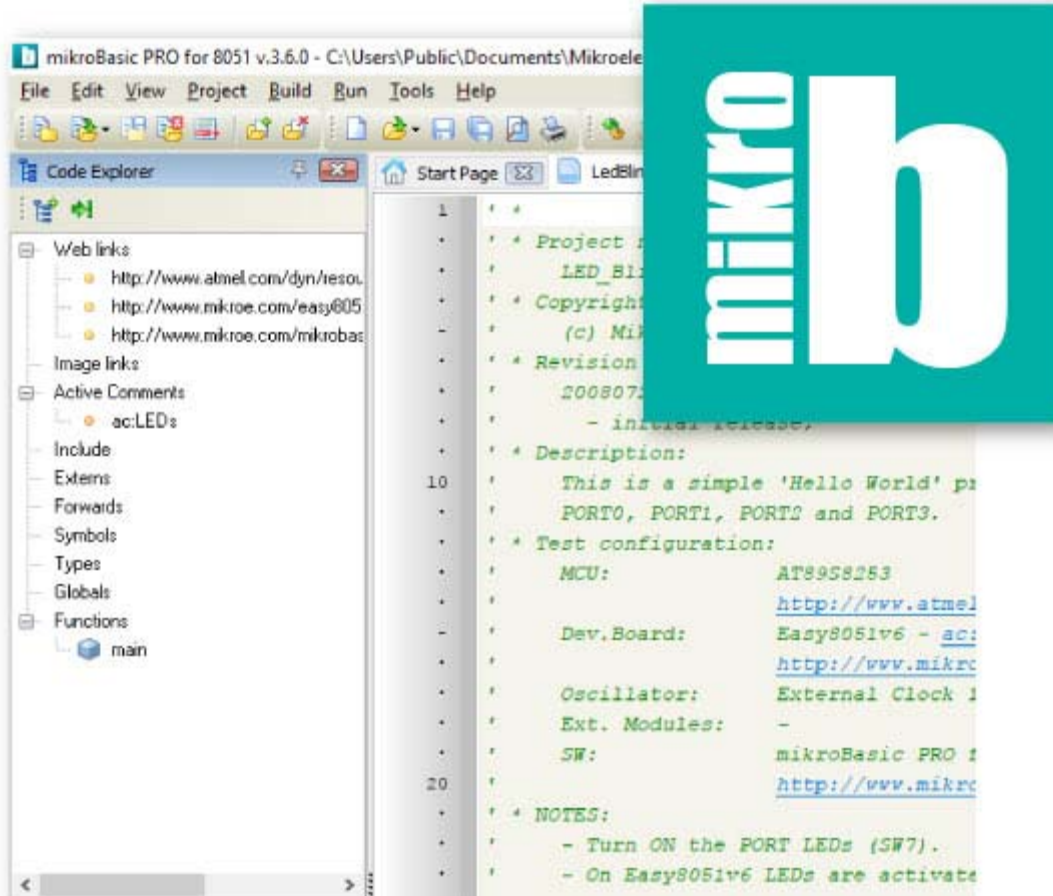 mikroBasic PRO for 8051 v.3.6.0 - C:\Users\Public\Documents\Mikroele
File Edit View Project Build Run Tools Help
mikro
b
Code Explorer
Start Page
LedBlin
Web links
http://www.atmel.com/dyn/resou
http://www.mikroe.com/easy805
http://www.mikroe.com/mikrobas
Image links
Active Comments
ac:LEDs
Include
Externs
Forwards
Symbols
Types
Globals
Functions
main
1 ' *
' * Project
' LED_Bli
' * Copyright
' (c) Mik
' * Revision
' 2008072
' - initial release;
' * Description:
10 ' This is a simple 'Hello World' pr
' PORT0, PORT1, PORT2 and PORT3.
' * Test configuration:
' MCU: AT89S8253
' http://www.atmel
' Dev.Board: Easy8051v6 - ac:
' http://www.mikro
' Oscillator: External Clock 1
' Ext. Modules: -
' SW: mikroBasic PRO f
20 ' http://www.mikro
' * NOTES:
' - Turn ON the PORT LEDs (SW7).
' - On Easy8051v6 LEDs are activate